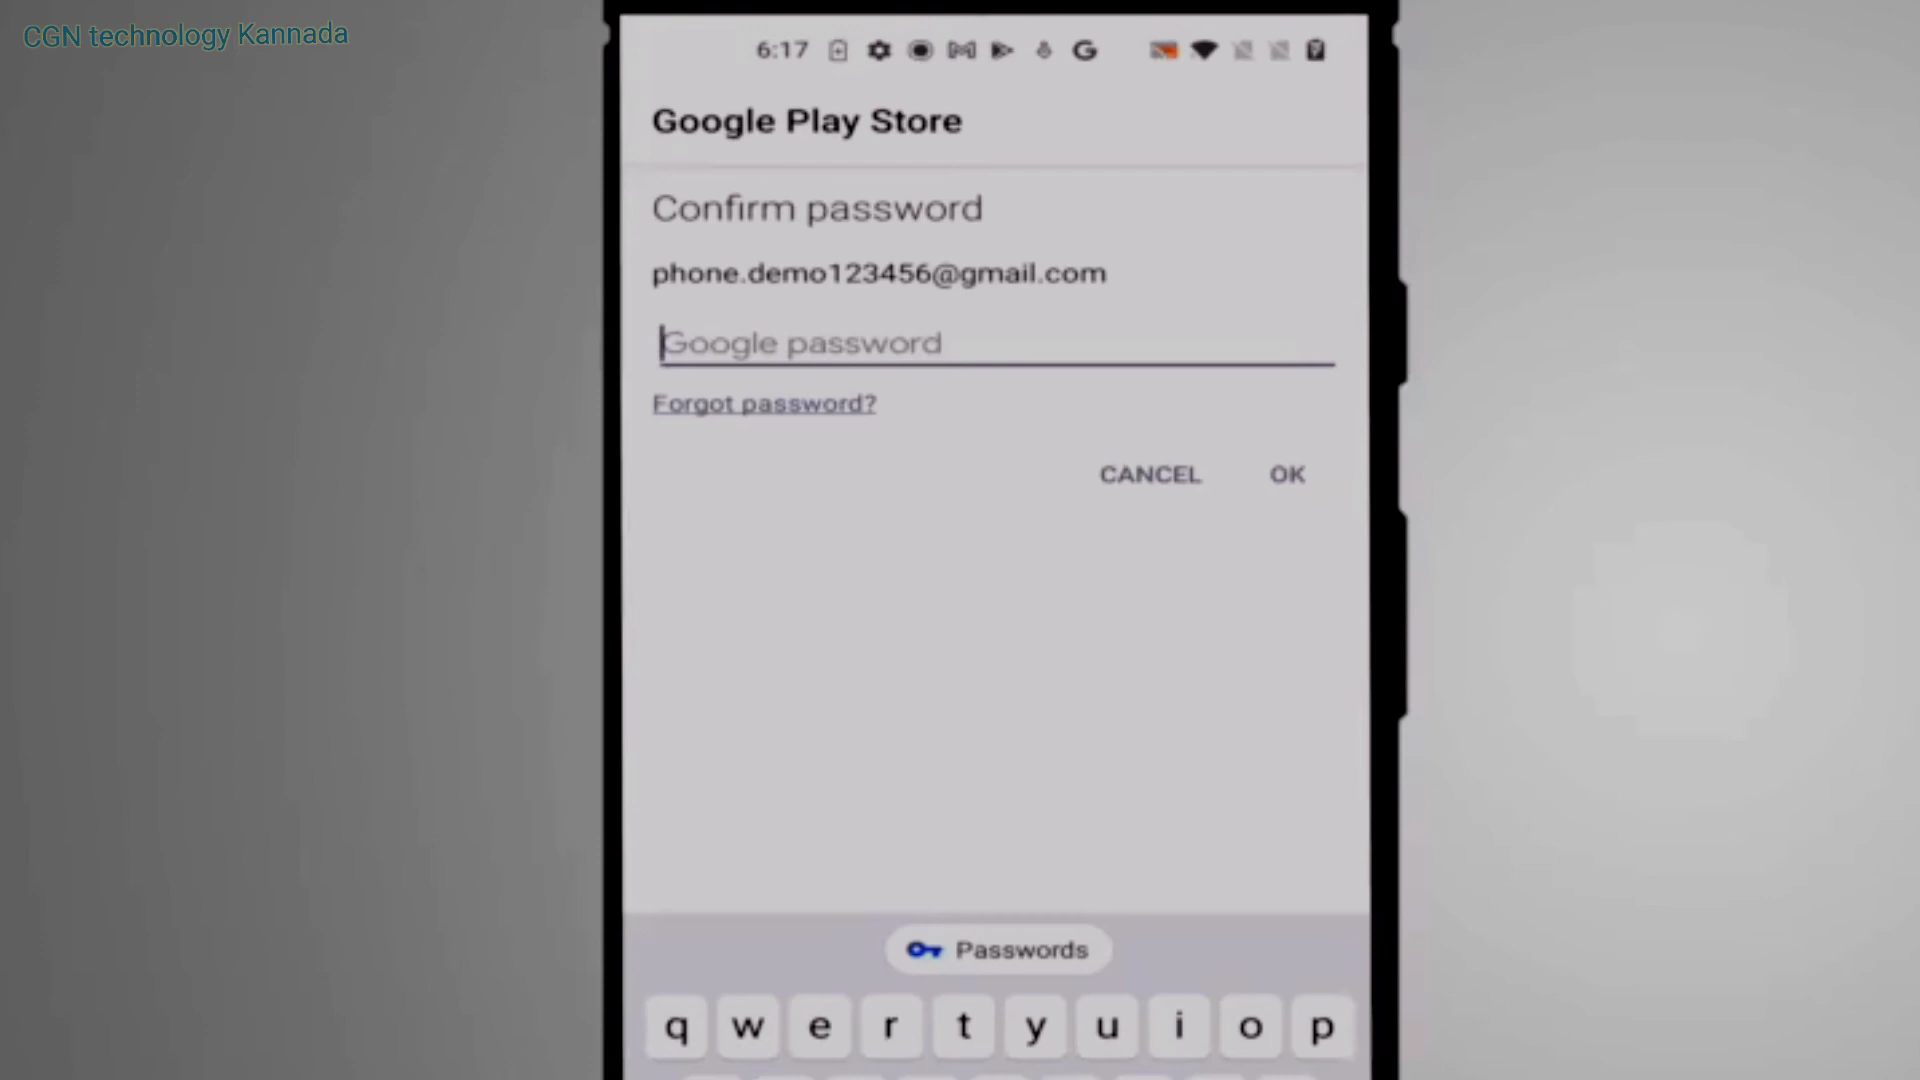 CGN technology Kannada
6:17
Google Play Store
Confirm password
phone.demo123456@gmail.com
Google password
Forgot password?
CANCEL OK
Passwords
q w e r t y u i o p